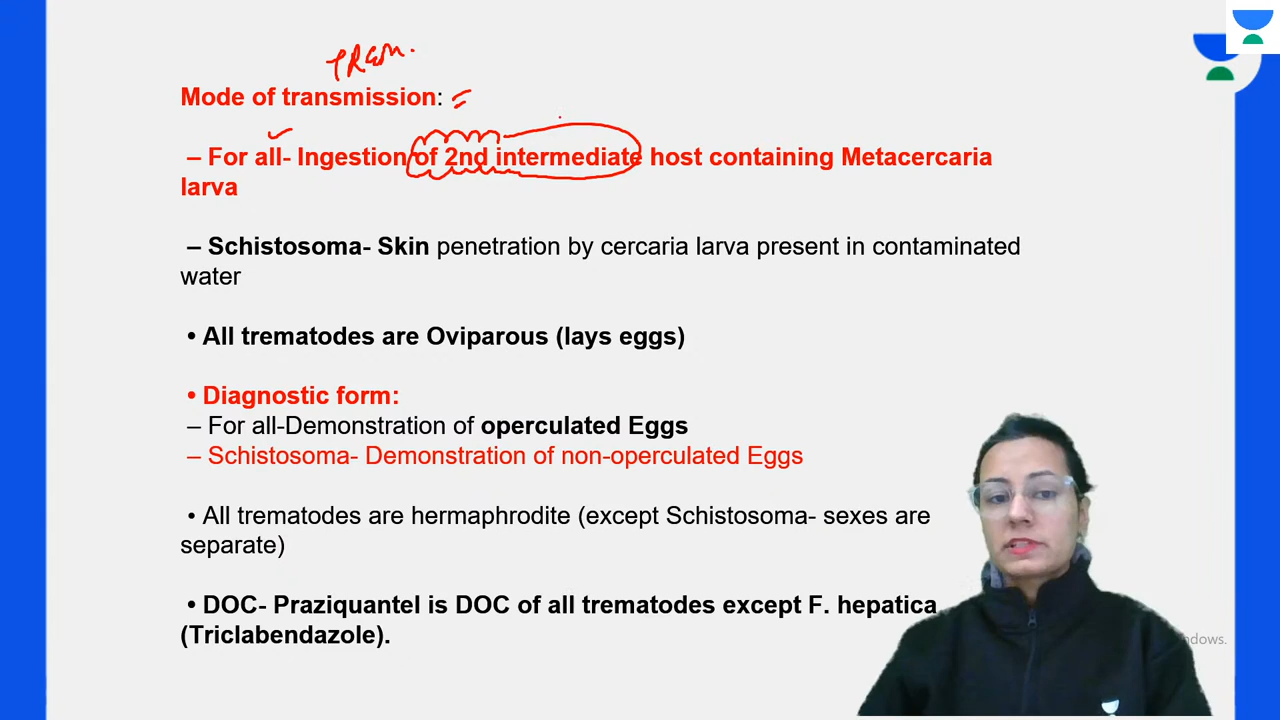 TREM.
Mode of transmission:
– For all- Ingestion of 2nd intermediate host containing Metacercaria
larva
– Schistosoma- Skin penetration by cercaria larva present in contaminated
water
• All trematodes are Oviparous (lays eggs)
• Diagnostic form:
– For all-Demonstration of operculated Eggs
– Schistosoma- Demonstration of non-operculated Eggs
• All trematodes are hermaphrodite (except Schistosoma- sexes are
separate)
• DOC- Praziquantel is DOC of all trematodes except F. hepatica
(Triclabendazole).
ndows.